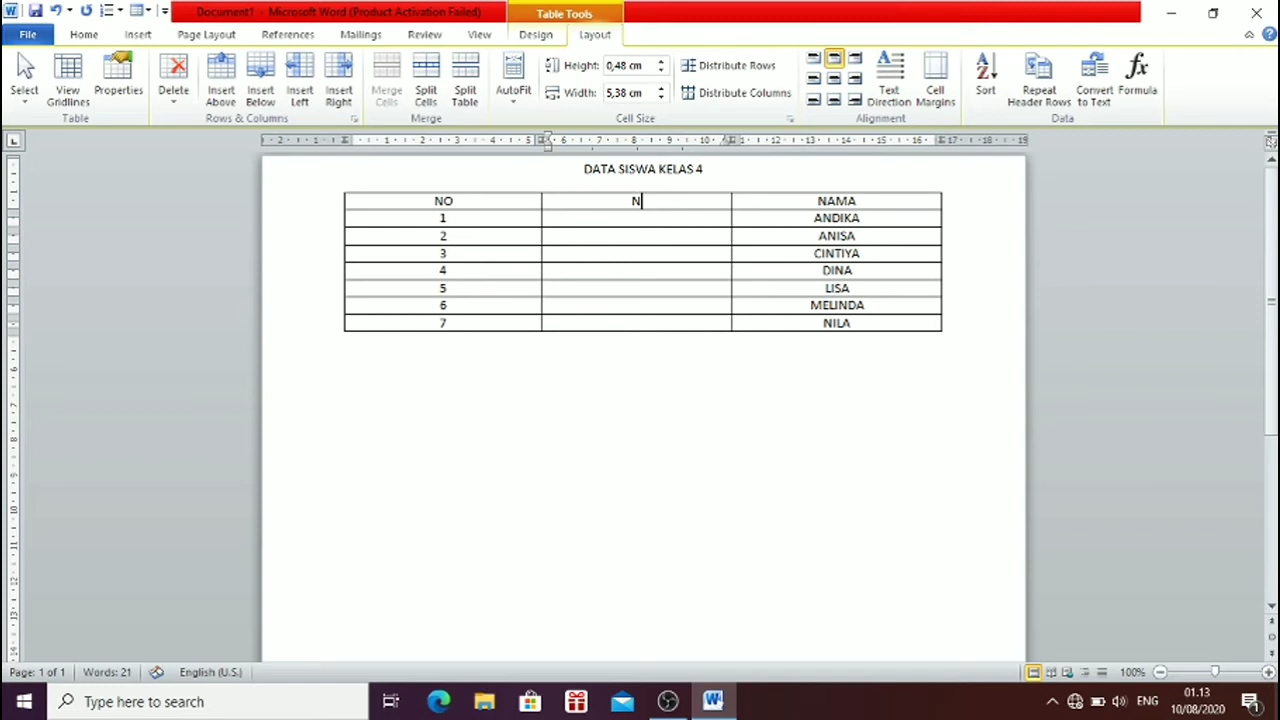 Document1 - Microsoft Word (Product Activation Failed)
Table Tools
File Home Insert Page Layout References Mailings Review View Design Layout
Select
View Gridlines
Properties
Table
Delete
Insert Above
Insert Below
Insert Left
Insert Right
Rows & Columns
Merge Cells
Split Cells
Split Table
Merge
AutoFit
Height: 0,48 cm
Width: 5,38 cm
Distribute Rows
Distribute Columns
Cell Size
Text Direction
Cell Margins
Alignment
Sort
Repeat Header Rows
Convert to Text
Formula
Data
DATA SISWA KELAS 4
NO N NAMA
1 ANDIKA
2 ANISA
3 CINTIYA
4 DINA
5 LISA
6 MELINDA
7 NILA
Page: 1 of 1 Words: 21 English (U.S.) 100%
Type here to search
ENG
01.13
10/08/2020